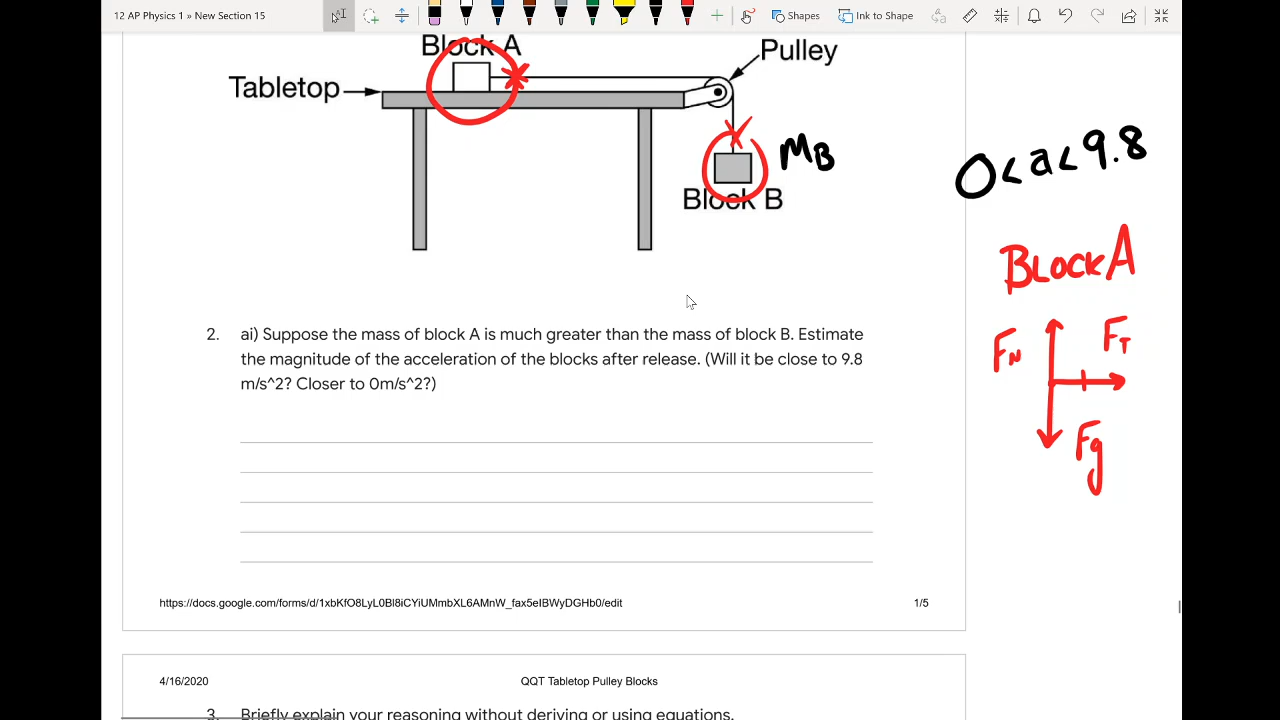 12 AP Physics 1 > New Section 15
Shapes
Ink to Shape
Block A
Pulley
Tabletop
MB
0 < a < 9.8
Block B
BLOCK A
FN
FT
Fg
2. ai) Suppose the mass of block A is much greater than the mass of block B. Estimate
the magnitude of the acceleration of the blocks after release. (Will it be close to 9.8
m/s^2? Closer to 0m/s^2?)
https://docs.google.com/forms/d/1xbKfO8LyL0Bl8iCYiUMmbXL6AMnW_fax5eIBWyDGHb0/edit
1/5
4/16/2020
QQT Tabletop Pulley Blocks
3. Briefly explain your reasoning without deriving or using equations.